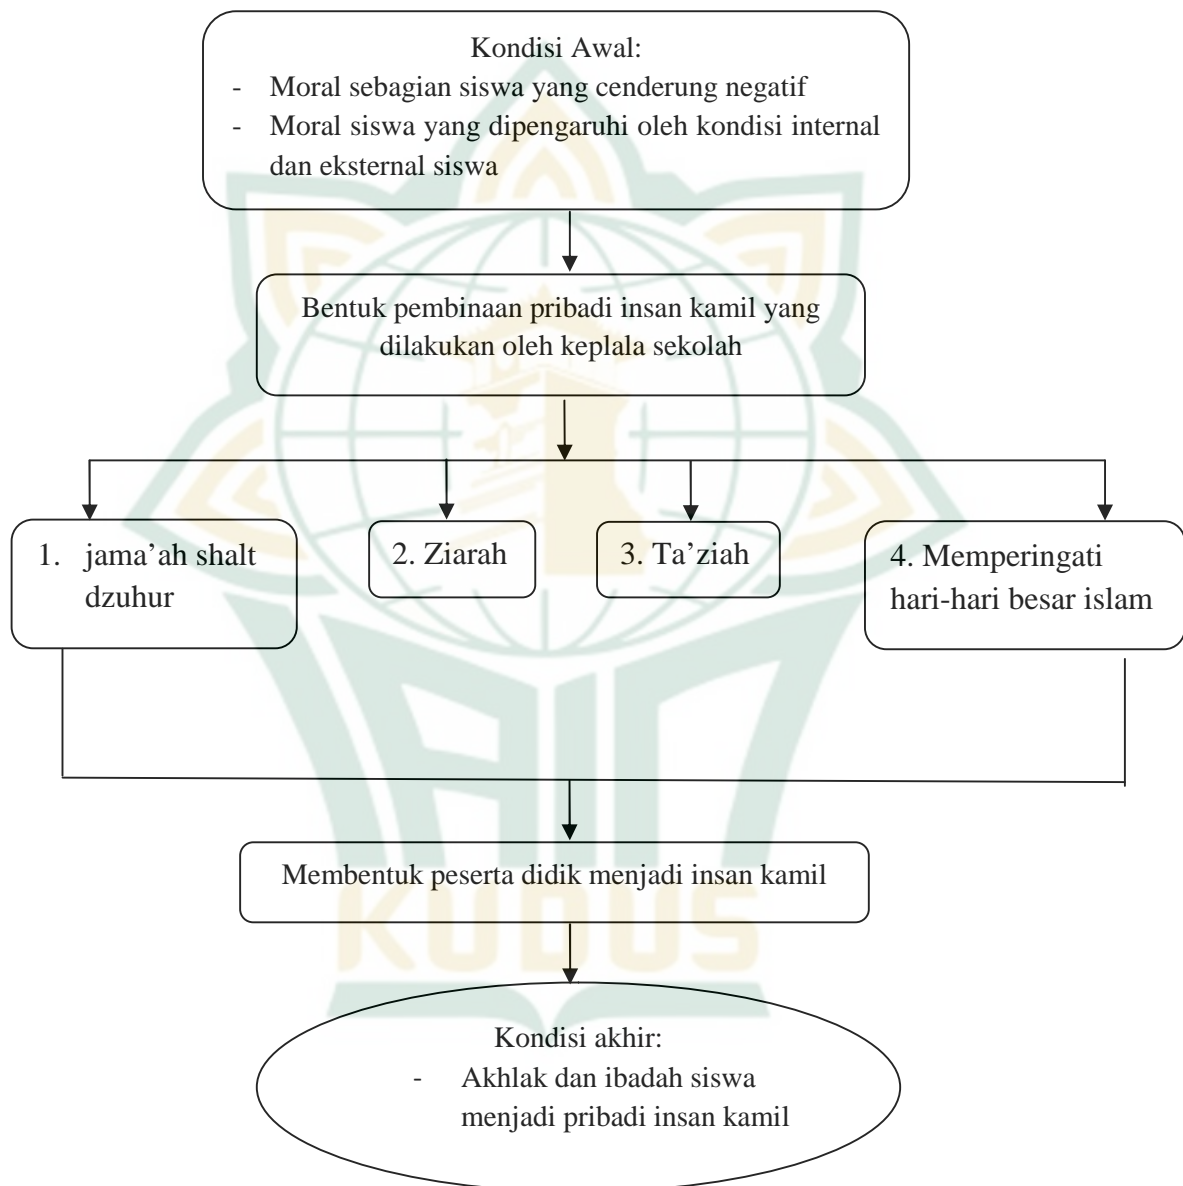 Kondisi Awal:
- Moral sebagian siswa yang cenderung negatif
- Moral siswa yang dipengaruhi oleh kondisi internal
dan eksternal siswa
Bentuk pembinaan pribadi insan kamil yang
dilakukan oleh keplala sekolah
1. jama’ah shalt
dzuhur
2. Ziarah
3. Ta’ziah
4. Memperingati
hari-hari besar islam
Membentuk peserta didik menjadi insan kamil
Kondisi akhir:
- Akhlak dan ibadah siswa
menjadi pribadi insan kamil
IAIN
KUDUS